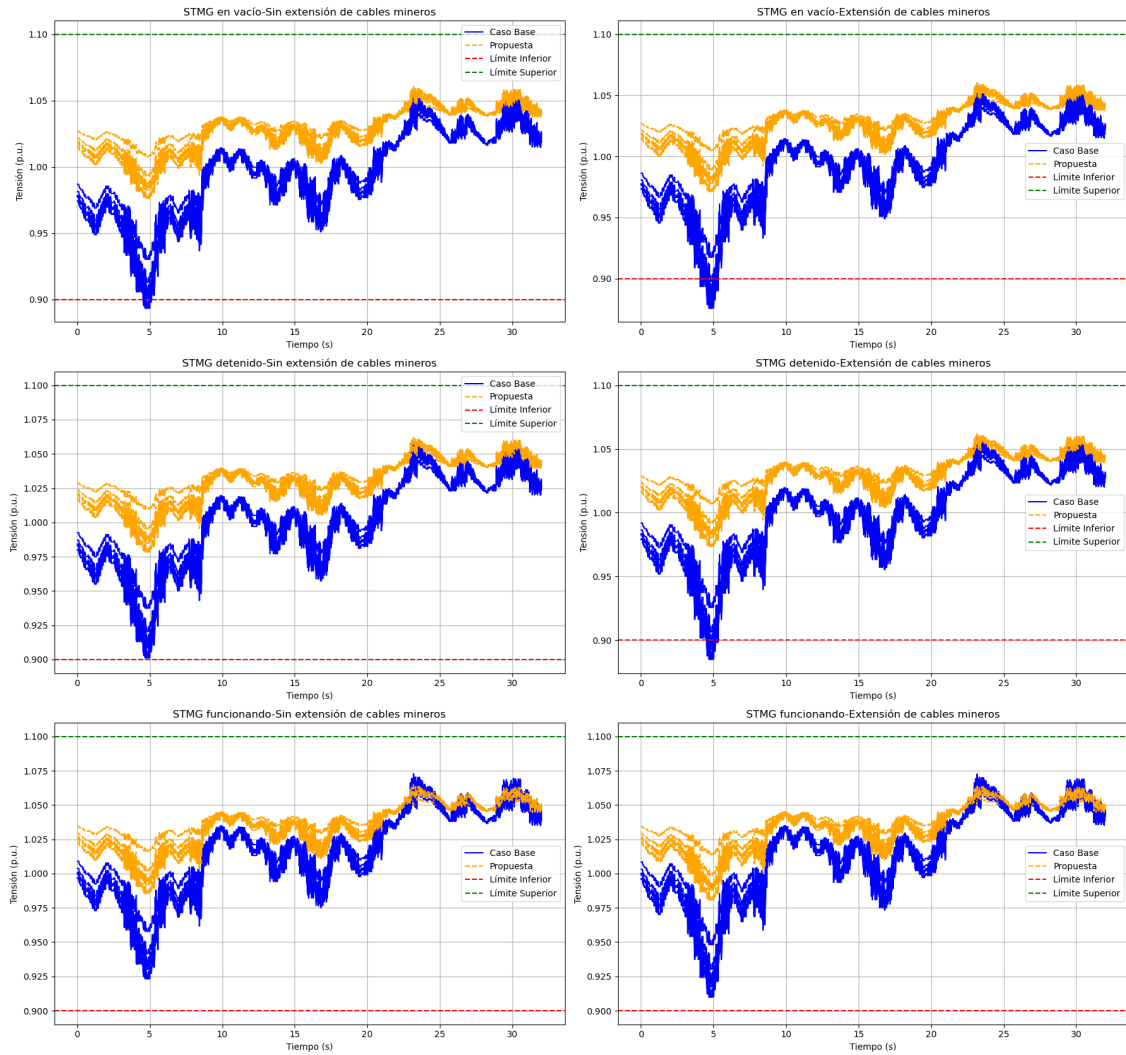 STMG en vacío-Sin extensión de cables mineros
Tensión (p.u.)
1.10
1.05
1.00
0.95
0.90
Caso Base
Propuesta
Límite Inferior
Límite Superior
0 5 10 15 20 25 30
Tiempo (s)
STMG en vacío-Extensión de cables mineros
Tensión (p.u.)
1.10
1.05
1.00
0.95
0.90
Caso Base
Propuesta
Límite Inferior
Límite Superior
0 5 10 15 20 25 30
Tiempo (s)
STMG detenido-Sin extensión de cables mineros
Tensión (p.u.)
1.100
1.075
1.050
1.025
1.000
0.975
0.950
0.925
0.900
Caso Base
Propuesta
Límite Inferior
Límite Superior
0 5 10 15 20 25 30
Tiempo (s)
STMG detenido-Extensión de cables mineros
Tensión (p.u.)
1.10
1.05
1.00
0.95
0.90
Caso Base
Propuesta
Límite Inferior
Límite Superior
0 5 10 15 20 25 30
Tiempo (s)
STMG funcionando-Sin extensión de cables mineros
Tensión (p.u.)
1.100
1.075
1.050
1.025
1.000
0.975
0.950
0.925
0.900
Caso Base
Propuesta
Límite Inferior
Límite Superior
0 5 10 15 20 25 30
Tiempo (s)
STMG funcionando-Extensión de cables mineros
Tensión (p.u.)
1.100
1.075
1.050
1.025
1.000
0.975
0.950
0.925
0.900
Caso Base
Propuesta
Límite Inferior
Límite Superior
0 5 10 15 20 25 30
Tiempo (s)